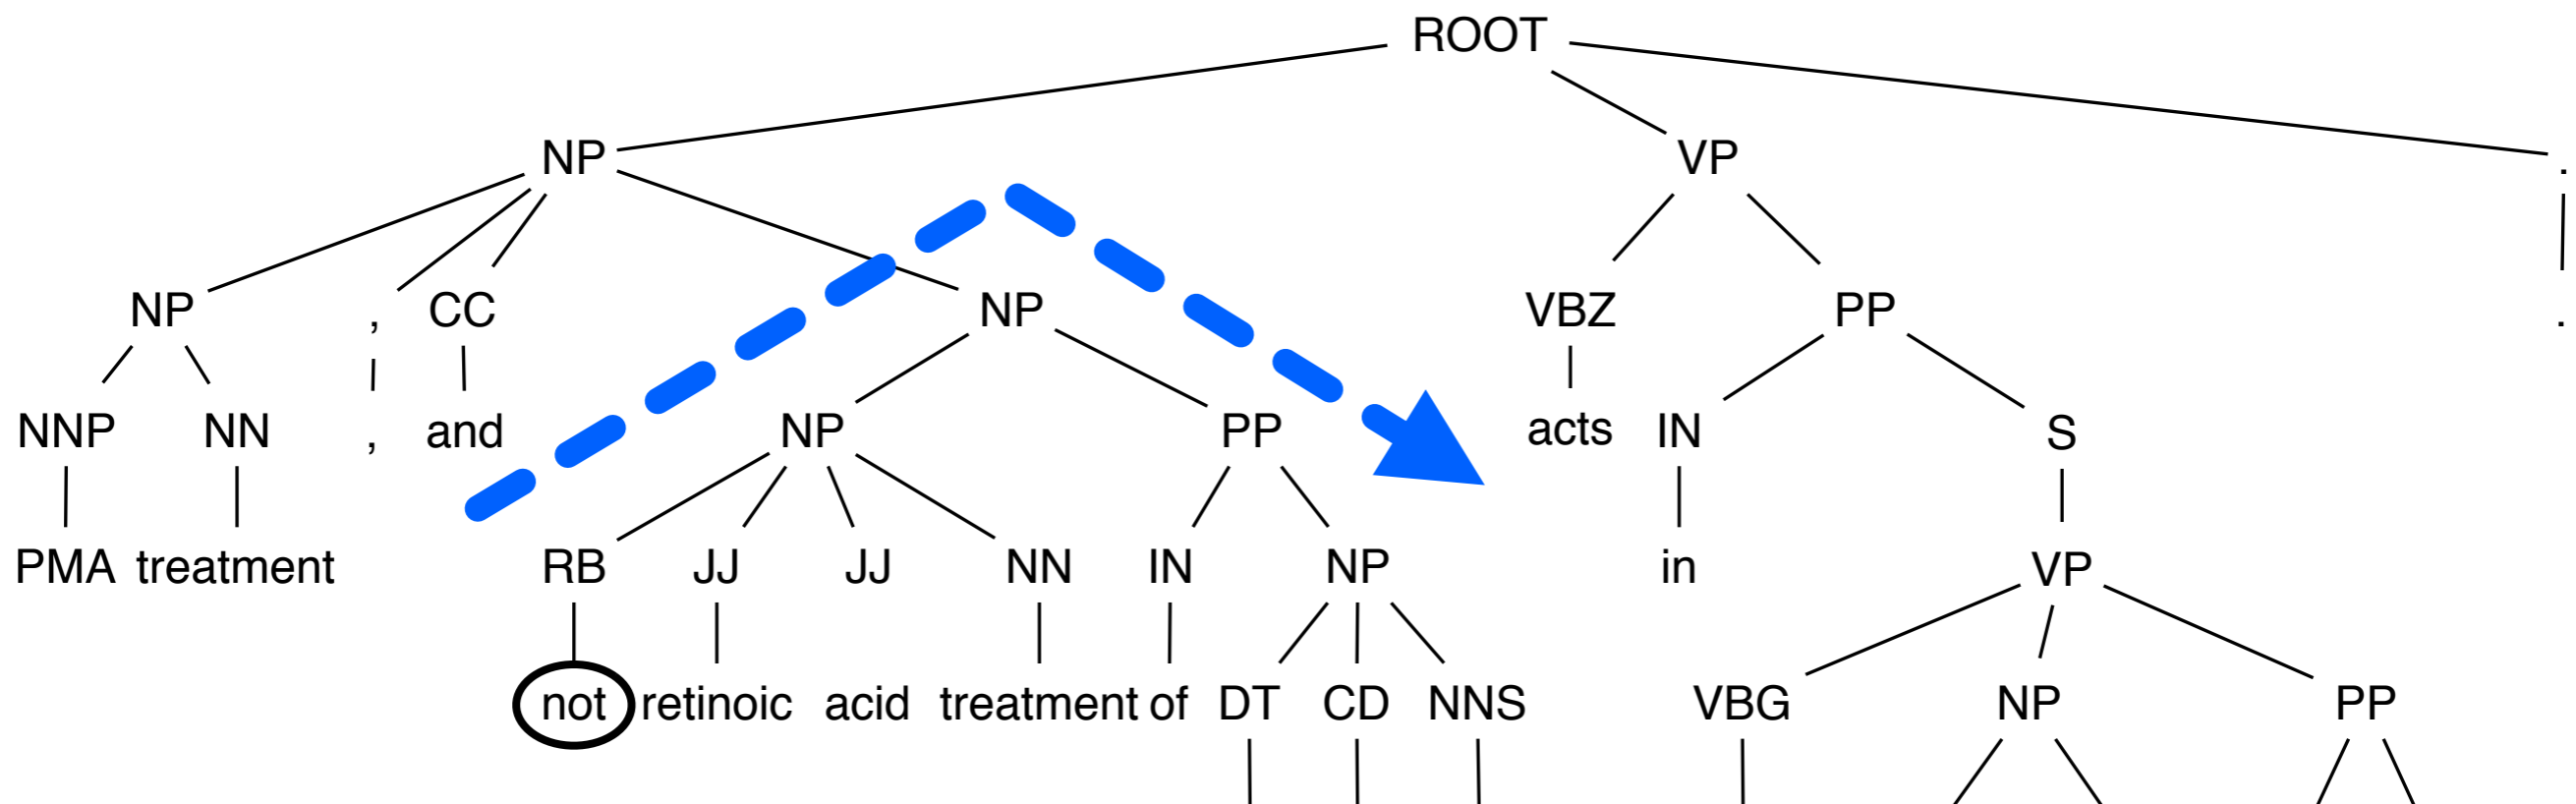 ROOT
NP VP .
NP , CC NP VBZ PP .
NNP NN , and NP PP acts IN S
PMA treatment RB JJ JJ NN IN NP in VP
not retinoic acid treatment of DT CD NNS VBG NP PP